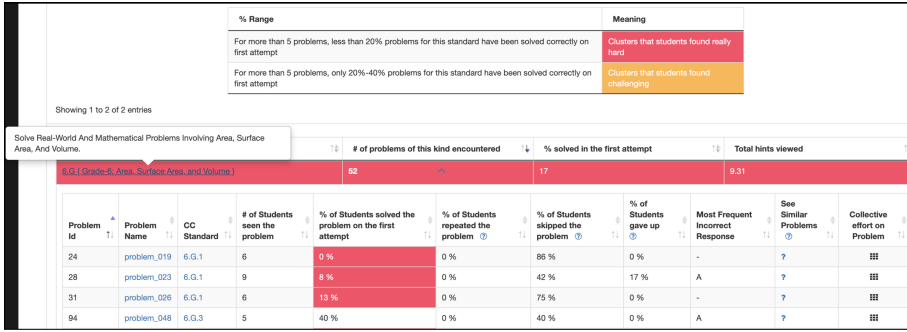 % Range Meaning
For more than 5 problems, less than 20% problems for this standard have been solved correctly on Clusters that students found really
first attempt hard
For more than 5 problems, only 20%-40% problems for this standard have been solved correctly on Clusters that students found
first attempt challenging
Showing 1 to 2 of 2 entries
Solve Real-World And Mathematical Problems Involving Area, Surface
Area, And Volume.
# of problems of this kind encountered % solved in the first attempt Total hints viewed
6.G ( Grade-6: Area, Surface Area, and Volume ) 52 17 9.31
Problem Id Problem Name CC Standard # of Students seen the problem % of Students solved the problem on the first attempt % of Students repeated the problem ? % of Students skipped the problem ? % of Students gave up ? Most Frequent Incorrect Response See Similar Problems ? Collective effort on Problem
24 problem_019 6.G.1 6 0 % 0 % 86 % 0 % - ?
28 problem_023 6.G.1 9 8 % 0 % 42 % 17 % A ?
31 problem_026 6.G.1 6 13 % 0 % 75 % 0 % - ?
94 problem_048 6.G.3 5 40 % 0 % 40 % 0 % A ?